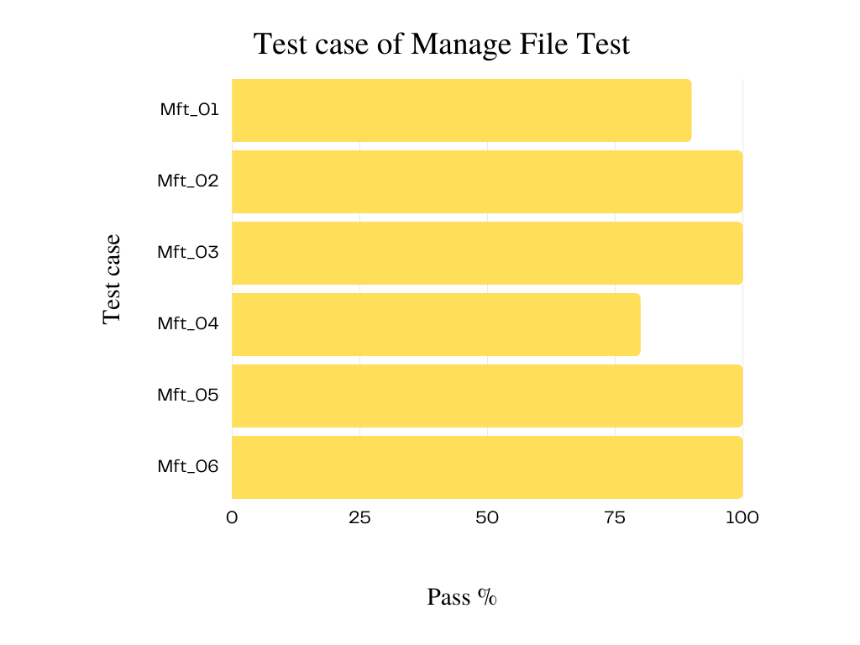 Test case of Manage File Test
Mft_01
Mft_02
Mft_03
Mft_04
Mft_05
Mft_06
Test case
0 25 50 75 100
Pass %